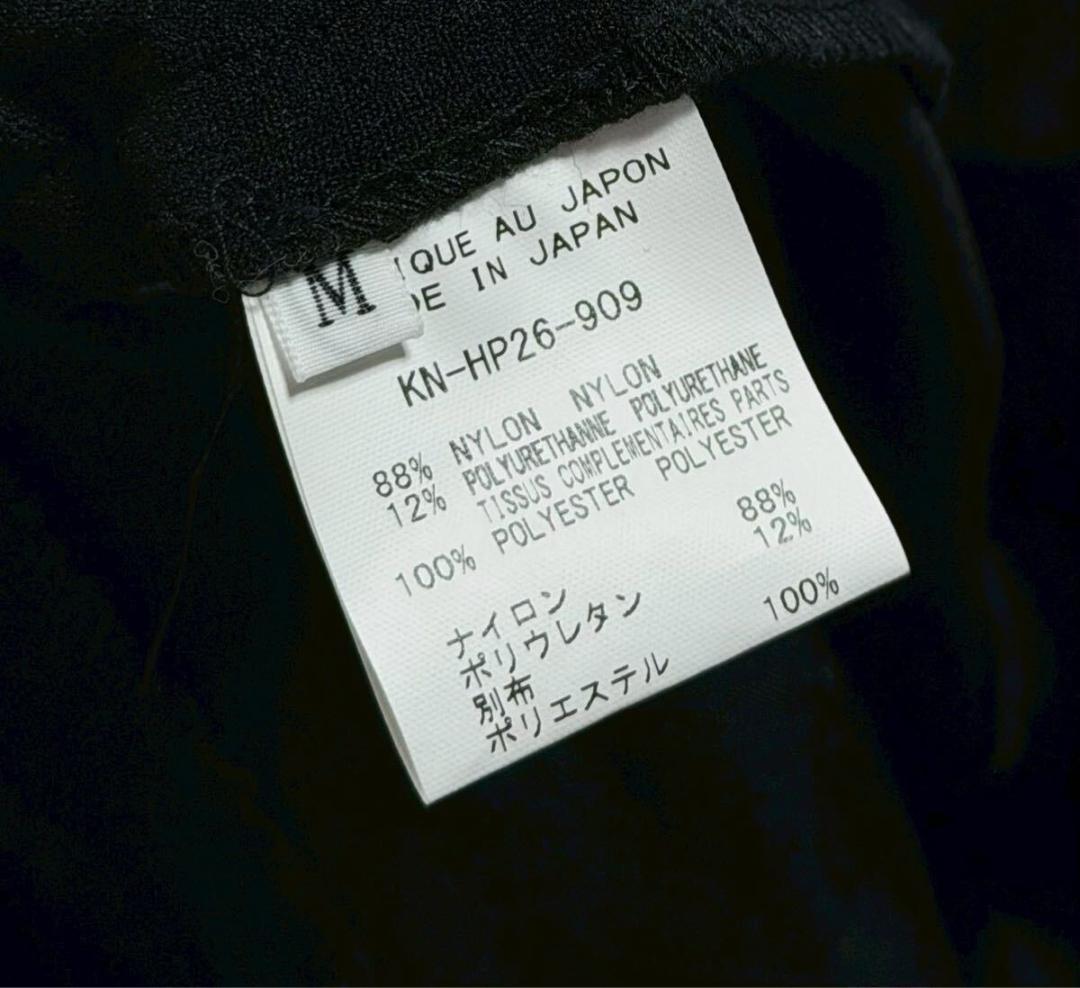 M
IQUE AU JAPON
DE IN JAPAN
KN-HP26-909
88% NYLON NYLON
12% POLYURETHANNE POLYURETHANE
TISSUS COMPLEMENTAIRES PARTS
100% POLYESTER POLYESTER
ナイロン 88%
ポリウレタン 12%
別布
ポリエステル 100%